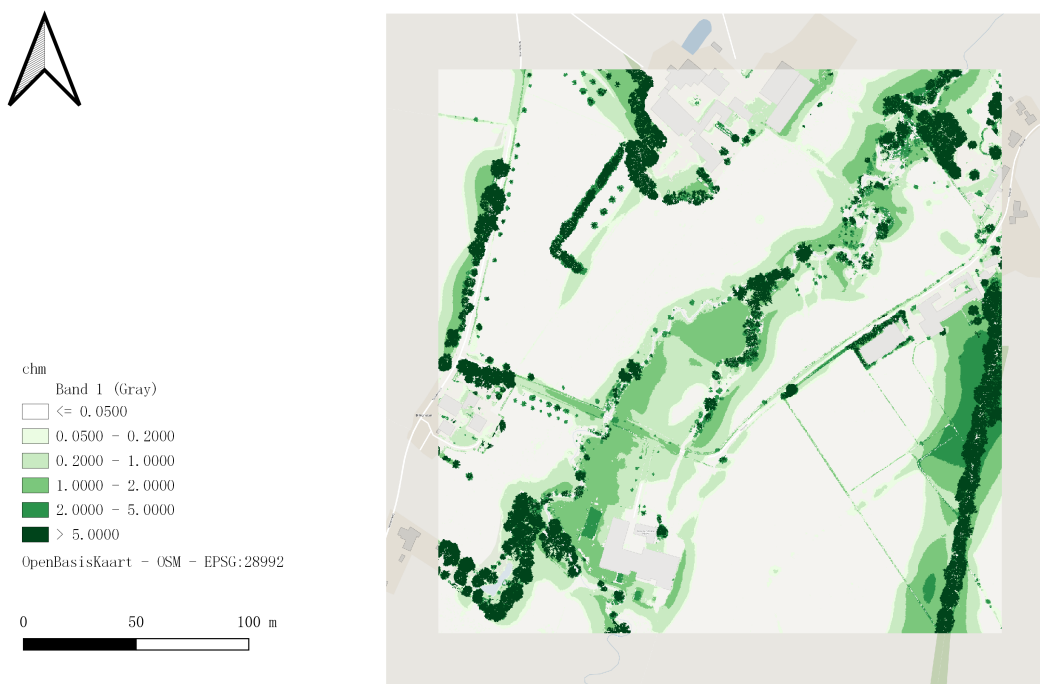 chm
Band 1 (Gray)
<= 0.0500
0.0500 - 0.2000
0.2000 - 1.0000
1.0000 - 2.0000
2.0000 - 5.0000
> 5.0000
OpenBasisKaart - OSM - EPSG:28992
0 50 100 m